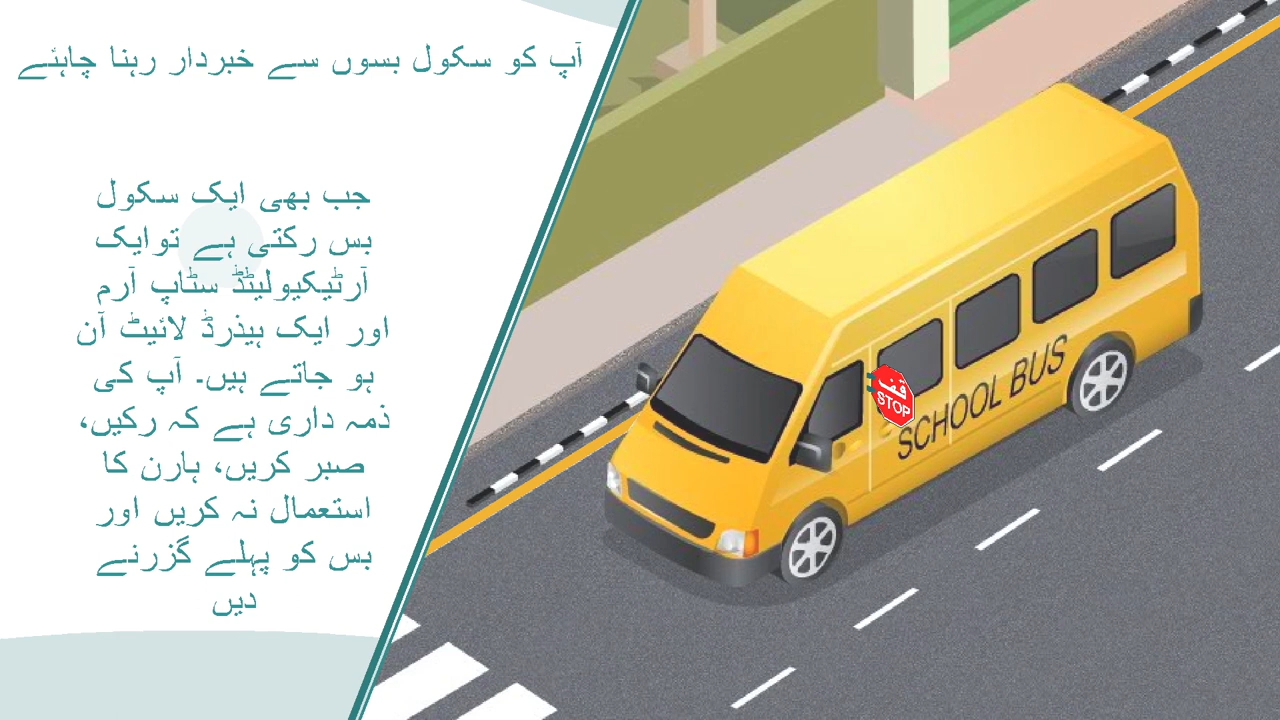 آپ کو سکول بسوں سے خبردار رہنا چاہئے
جب بھی ایک سکول
بس رکتی ہے توایک
آرٹیکیولیٹڈ سٹاپ آرم
اور ایک ہیذرڈ لائیٹ آن
ہو جاتے ہیں۔ آپ کی
ذمہ داری ہے کہ رکیں،
صبر کریں، ہارن کا
استعمال نہ کریں اور
بس کو پہلے گزرنے
دیں
قف
STOP
SCHOOL BUS